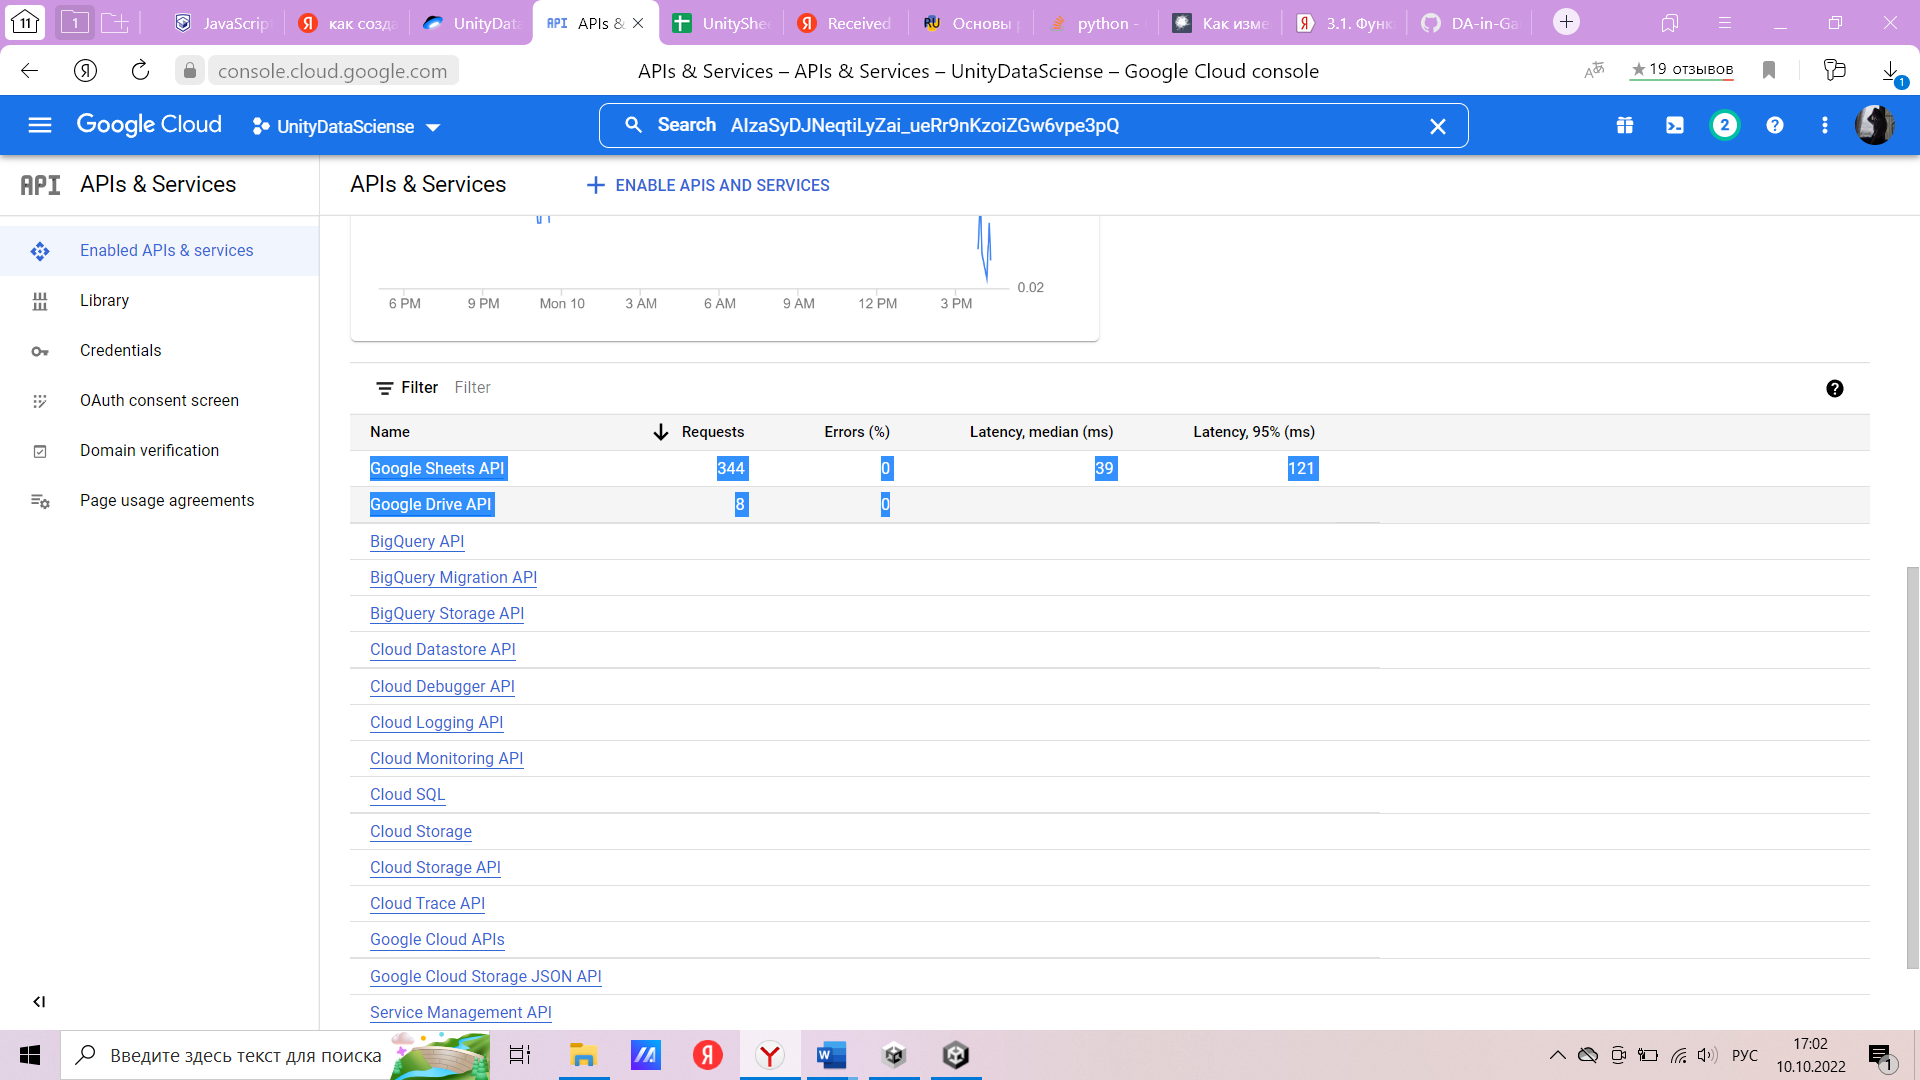 11
1
JavaScrip
как созда
UnityData
APIs &
UnityShe
Received
Основы р
python -
Как изме
3.1. Функ
DA-in-Ga
console.cloud.google.com
APIs & Services – APIs & Services – UnityDataSciense – Google Cloud console
19 отзывов
1
Google Cloud
UnityDataSciense
Search
AIzaSyDJNeqtiLyZai_ueRr9nKzoiZGw6vpe3pQ
2
API
APIs & Services
APIs & Services
ENABLE APIS AND SERVICES
Enabled APIs & services
Library
Credentials
OAuth consent screen
Domain verification
Page usage agreements
0.02
6 PM 9 PM Mon 10 3 AM 6 AM 9 AM 12 PM 3 PM
Filter Filter
Name Requests Errors (%) Latency, median (ms) Latency, 95% (ms)
Google Sheets API 344 0 39 121
Google Drive API 8 0
BigQuery API
BigQuery Migration API
BigQuery Storage API
Cloud Datastore API
Cloud Debugger API
Cloud Logging API
Cloud Monitoring API
Cloud SQL
Cloud Storage
Cloud Storage API
Cloud Trace API
Google Cloud APIs
Google Cloud Storage JSON API
Service Management API
Введите здесь текст для поиска
РУС
17:02
10.10.2022
1